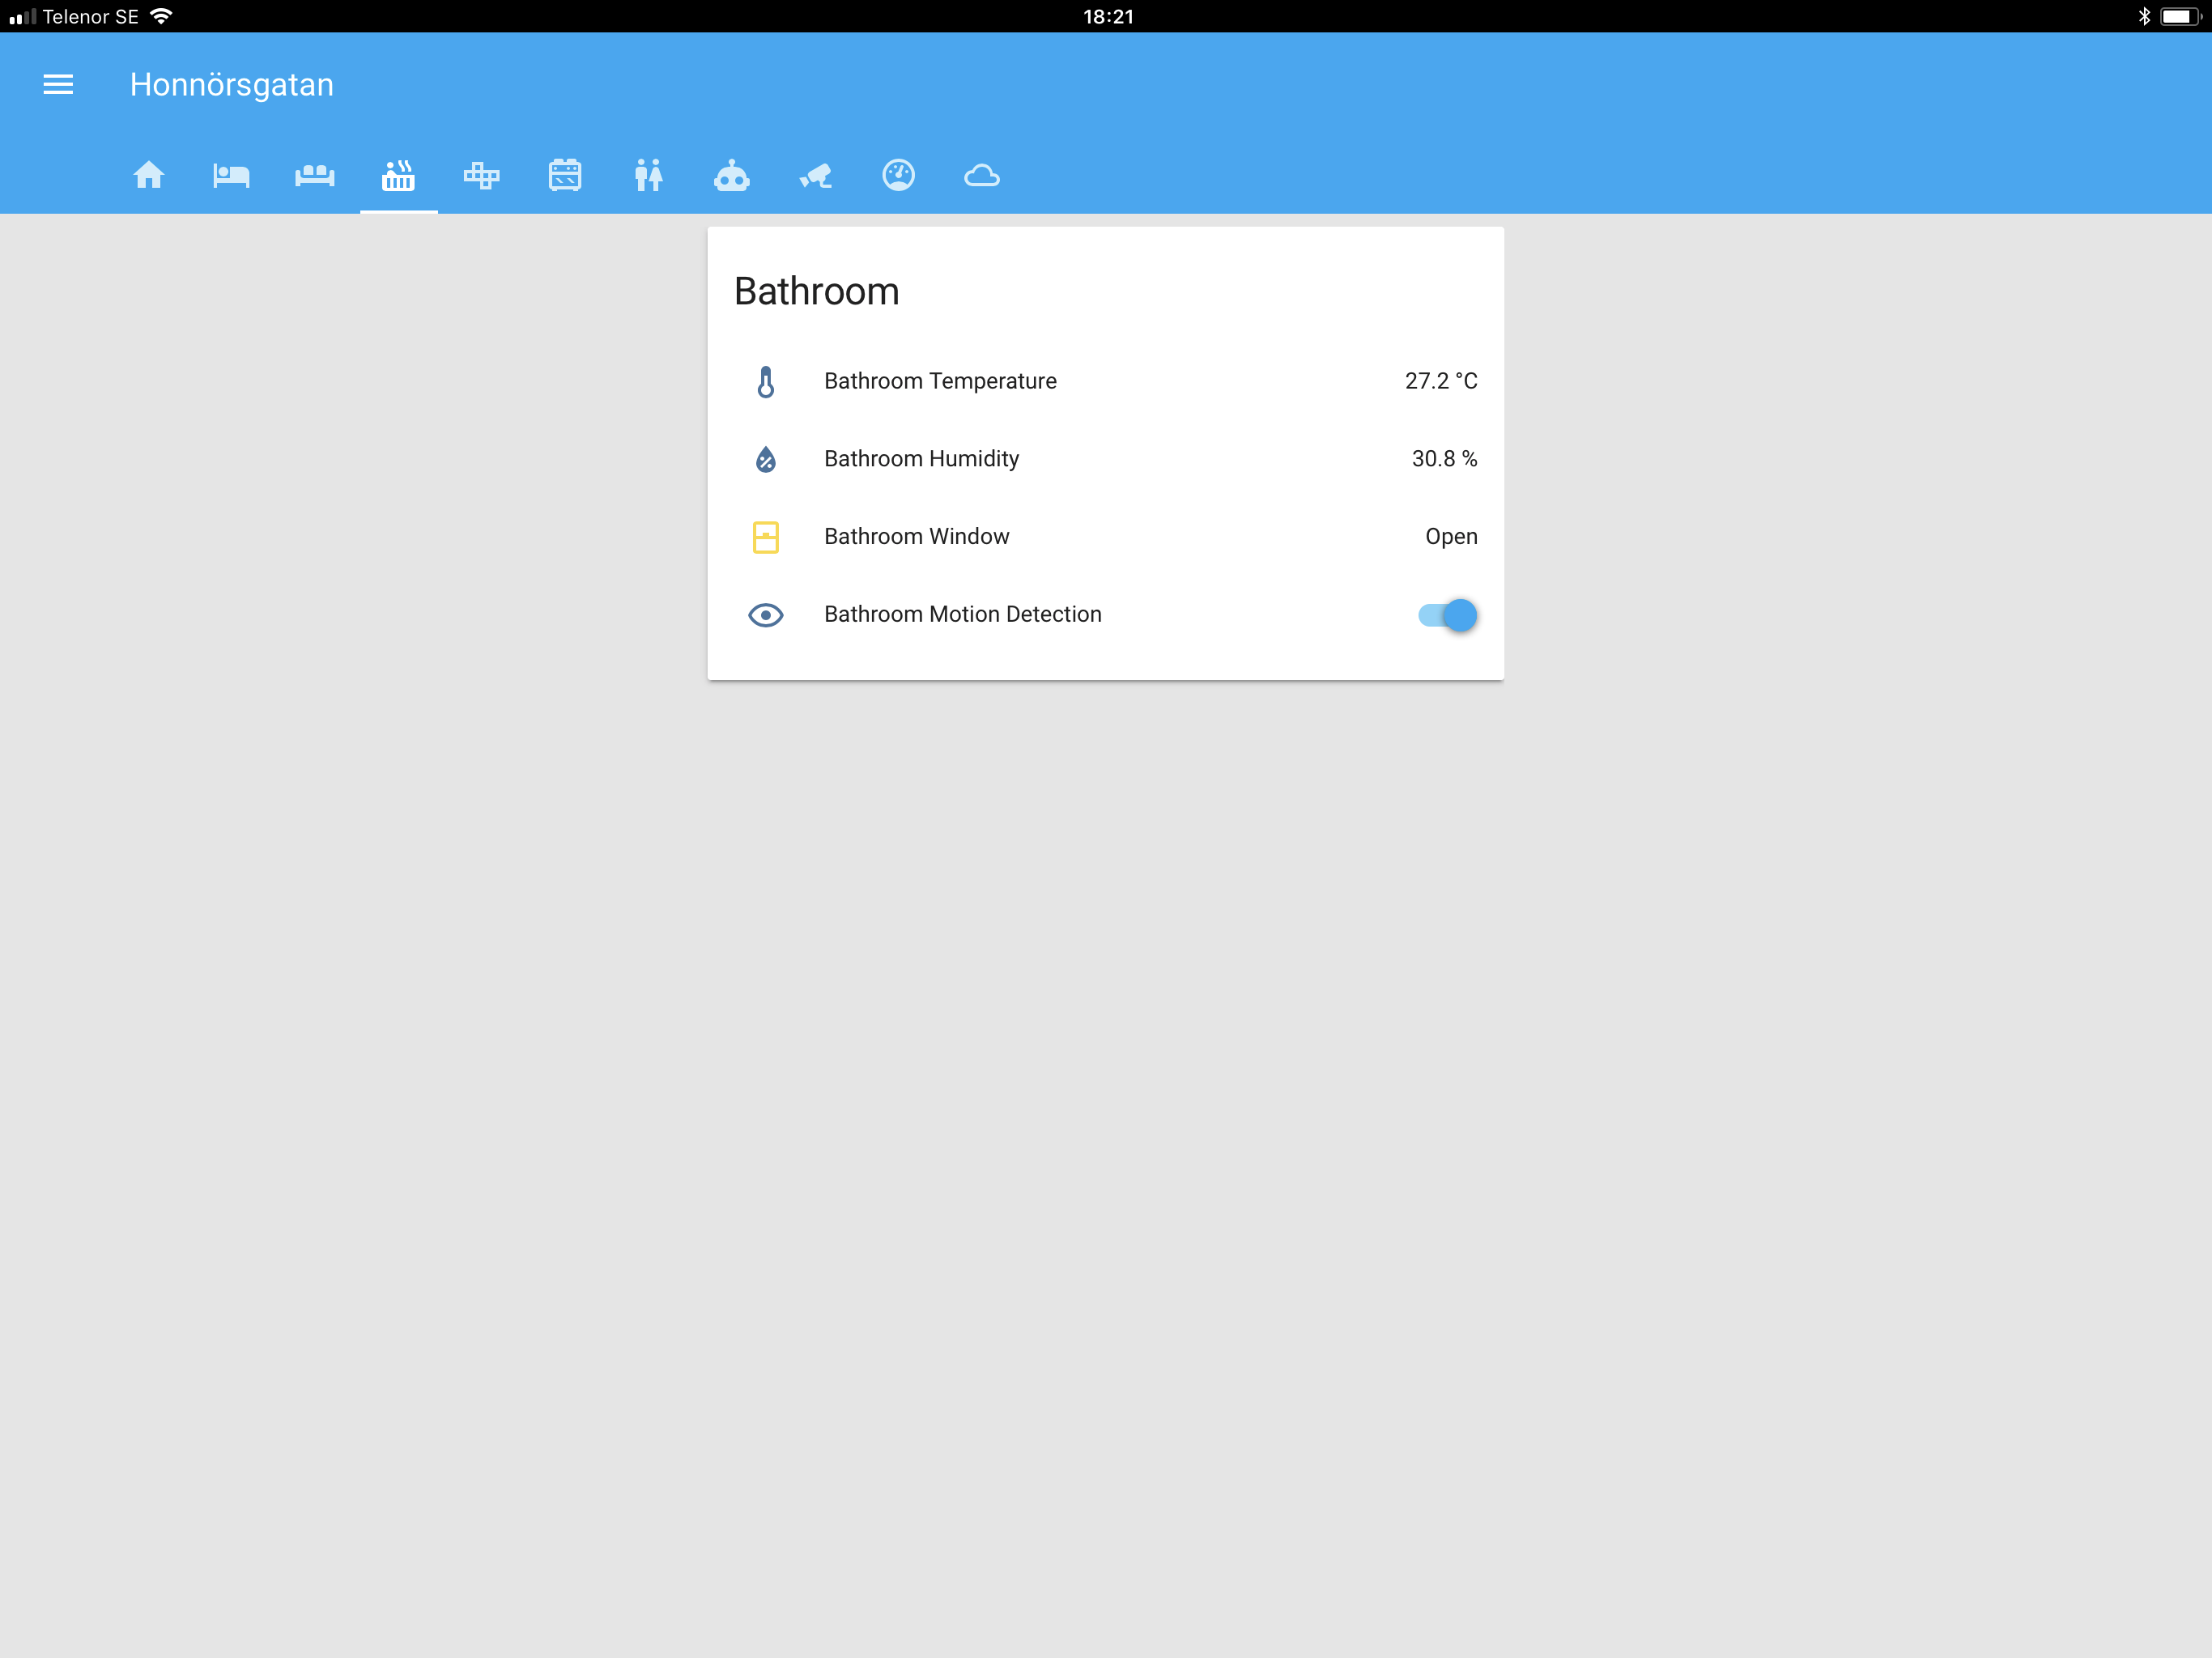 Telenor SE
18:21
Honnörsgatan
Bathroom
Bathroom Temperature 27.2 °C
Bathroom Humidity 30.8 %
Bathroom Window Open
Bathroom Motion Detection